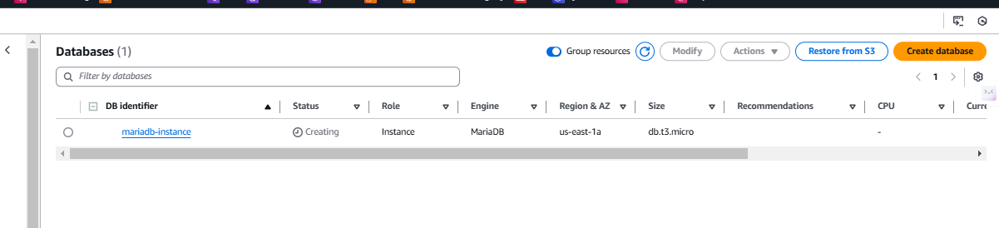 Databases (1)
Group resources
Modify
Actions
Restore from S3
Create database
Filter by databases
1
DB identifier Status Role Engine Region & AZ Size Recommendations CPU Curre
mariadb-instance Creating Instance MariaDB us-east-1a db.t3.micro -